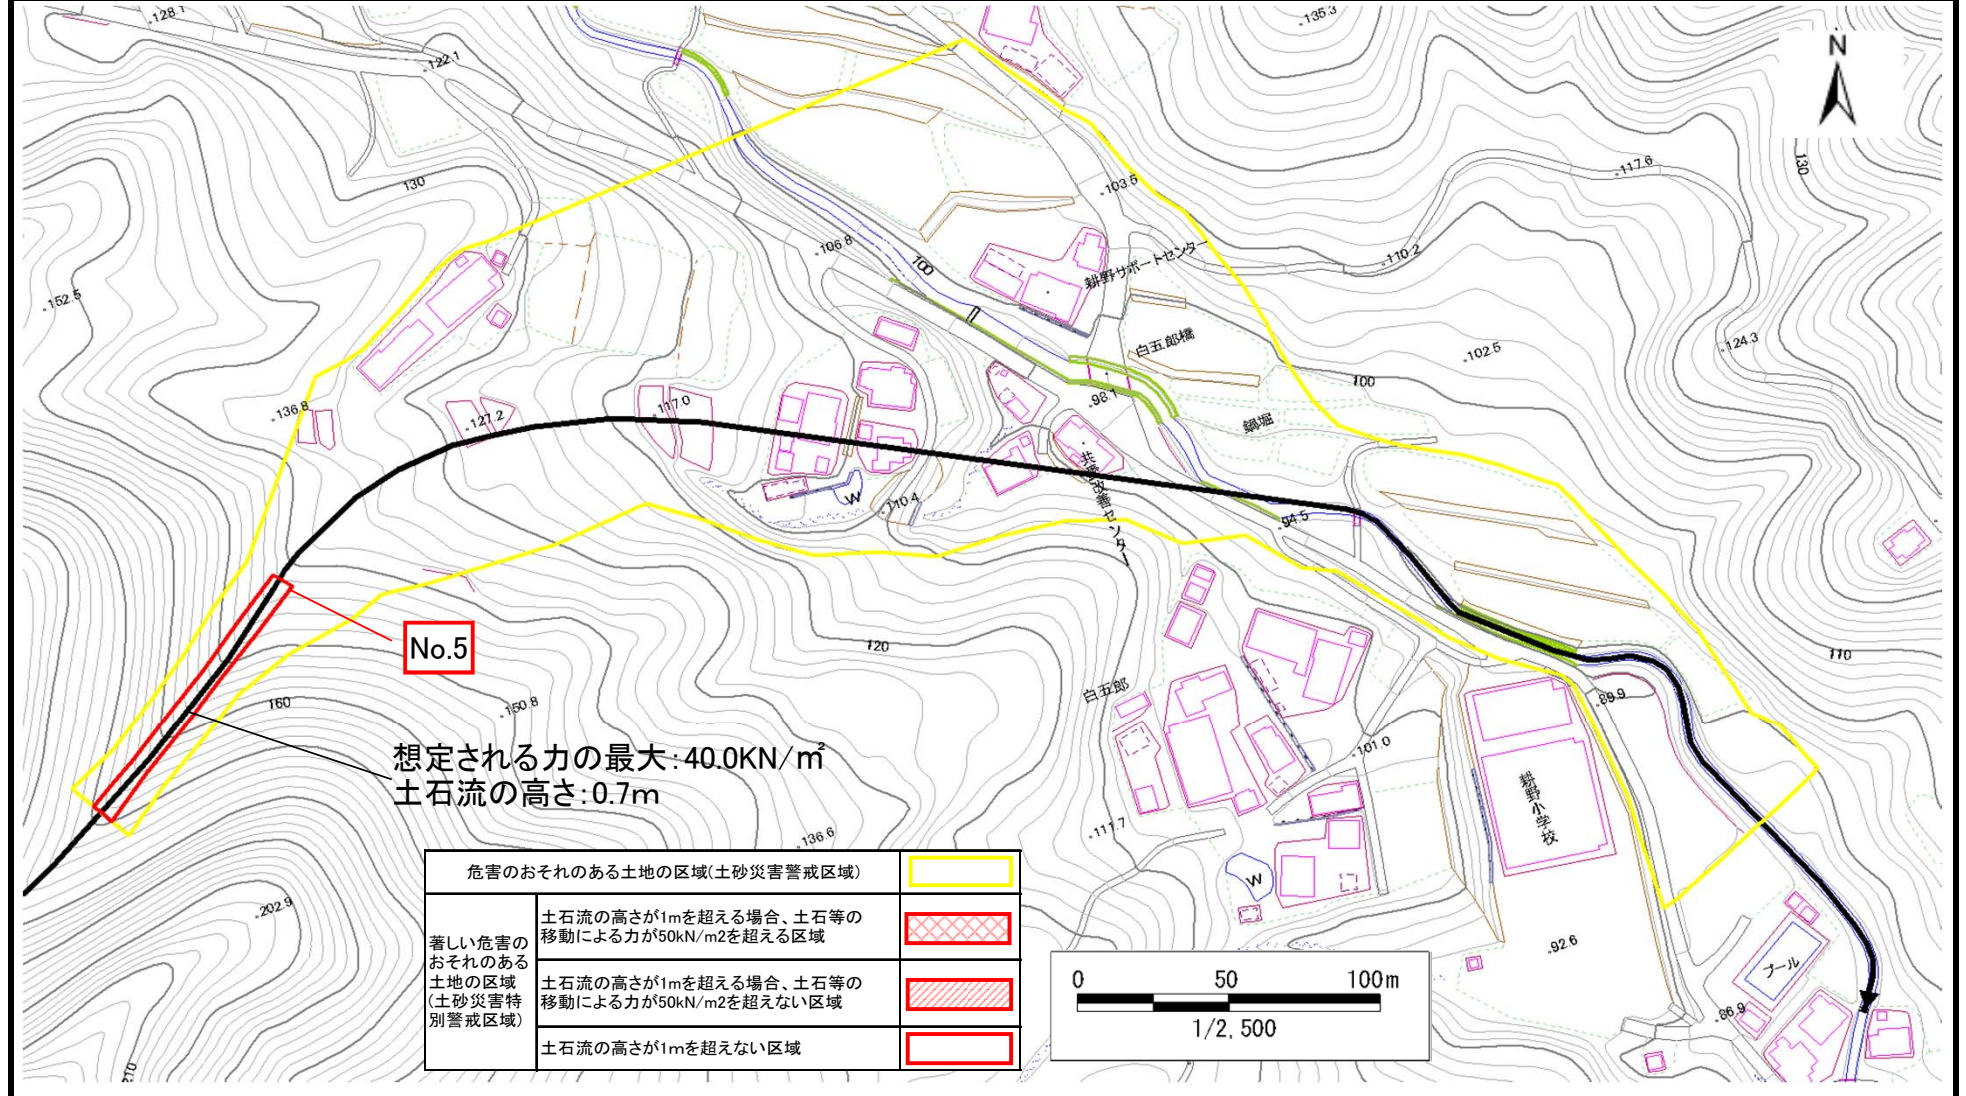 128.1
122.1
135.3
N
130
103.5
117.6
130
152.5
106.8
100
耕野サポートセンター
110.2
白五郎橋
102.5
124.3
100
136.8
127.2
117.0
98.1
鍋堀
W
110.4
94.5
No.5
120
110
160
150.8
白五郎
89.9
101.0
想定される力の最大:40.0KN/㎡
土石流の高さ:0.7m
耕野小学校
136.6
111.7
危害のおそれのある土地の区域(土砂災害警戒区域)
著しい危害の
おそれのある
土地の区域
(土砂災害特
別警戒区域)
土石流の高さが1mを超える場合、土石等の
移動による力が50kN/m2を超える区域
土石流の高さが1mを超える場合、土石等の
移動による力が50kN/m2を超えない区域
土石流の高さが1mを超えない区域
202.9
210
W
92.6
プール
86.9
0 50 100m
1/2,500